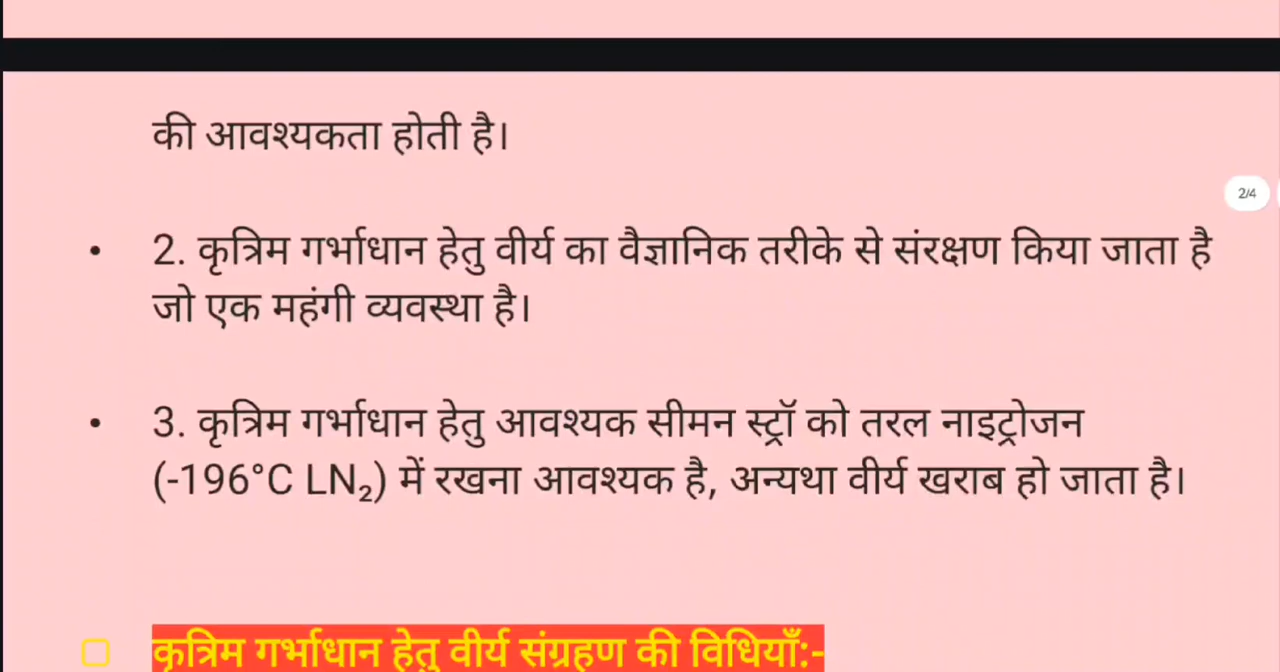 की आवश्यकता होती है।
2/4
• 2. कृत्रिम गर्भाधान हेतु वीर्य का वैज्ञानिक तरीके से संरक्षण किया जाता है
जो एक महंगी व्यवस्था है।
• 3. कृत्रिम गर्भाधान हेतु आवश्यक सीमन स्ट्रॉ को तरल नाइट्रोजन
(-196°C LN₂) में रखना आवश्यक है, अन्यथा वीर्य खराब हो जाता है।
कृत्रिम गर्भाधान हेतु वीर्य संग्रहण की विधियाँ:-